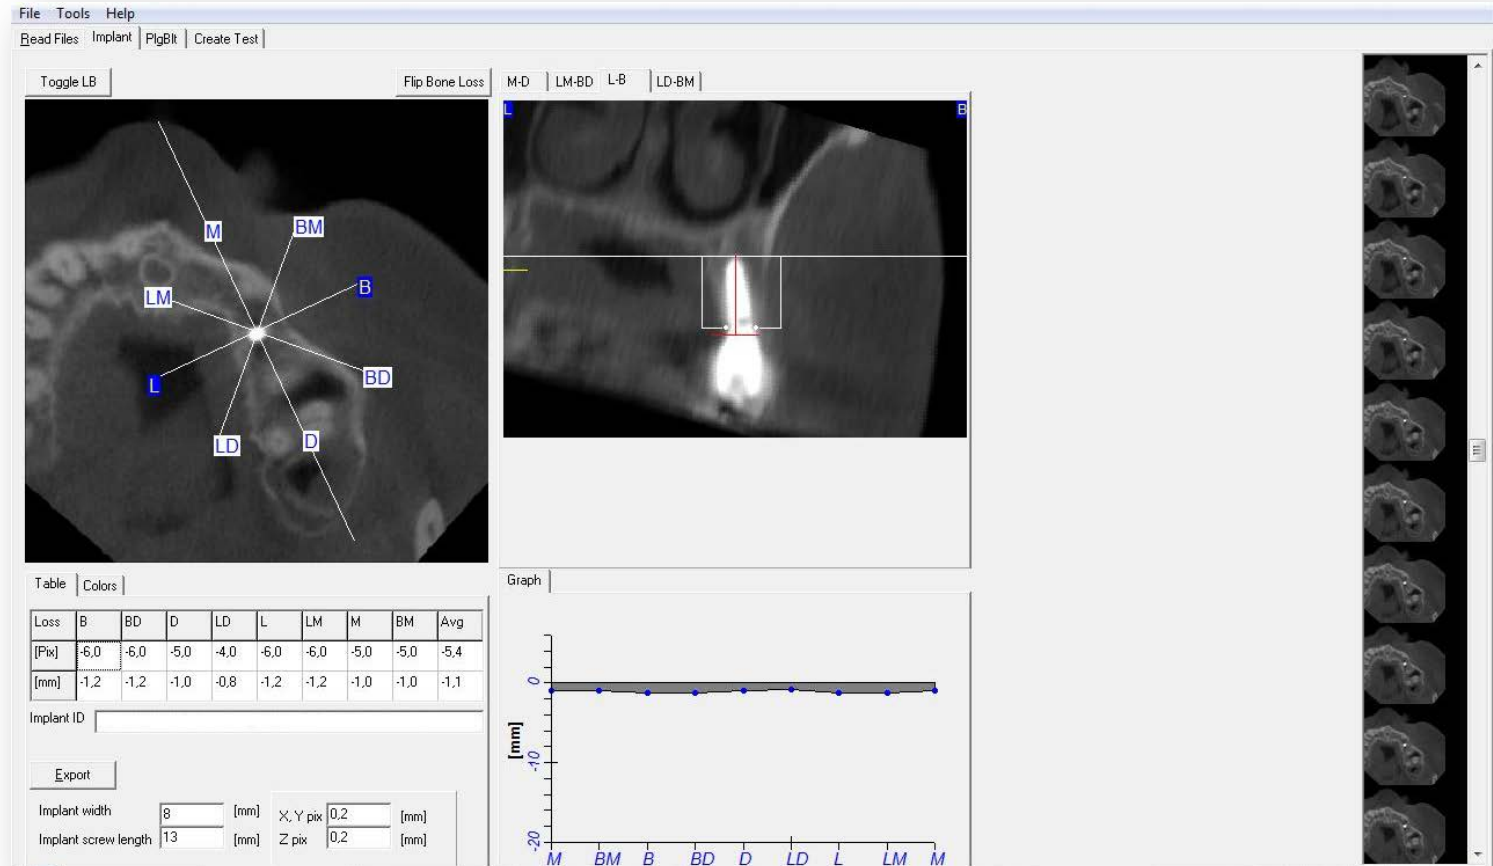 File Tools Help
Read Files Implant PlgBlt Create Test
Toggle LB Flip Bone Loss
M-D LM-BD L-B LD-BM
L B
M BM
B
LM
L BD
LD D
Table Colors
Loss B BD D LD L LM M BM Avg
[Pix] -6,0 -6,0 -5,0 -4,0 -6,0 -6,0 -5,0 -5,0 -5,4
[mm] -1,2 -1,2 -1,0 -0,8 -1,2 -1,2 -1,0 -1,0 -1,1
Implant ID
Export
Implant width 8 [mm]
Implant screw length 13 [mm]
X, Y pix 0,2 [mm]
Z pix 0,2 [mm]
Graph
[mm]
0
-10
-20
M BM B BD D LD L LM M